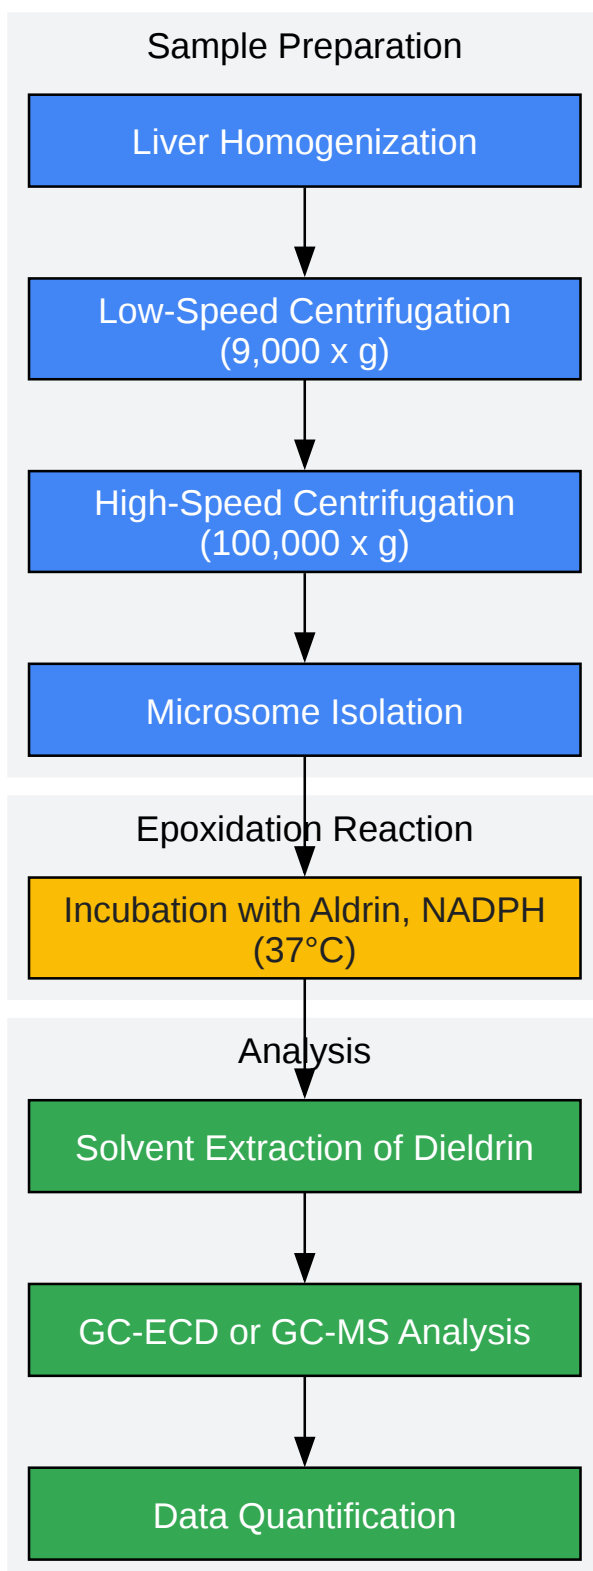 Sample Preparation
Liver Homogenization
Low-Speed Centrifugation
(9,000 x g)
High-Speed Centrifugation
(100,000 x g)
Microsome Isolation
Epoxidation Reaction
Incubation with Aldrin, NADPH
(37°C)
Analysis
Solvent Extraction of Dieldrin
GC-ECD or GC-MS Analysis
Data Quantification